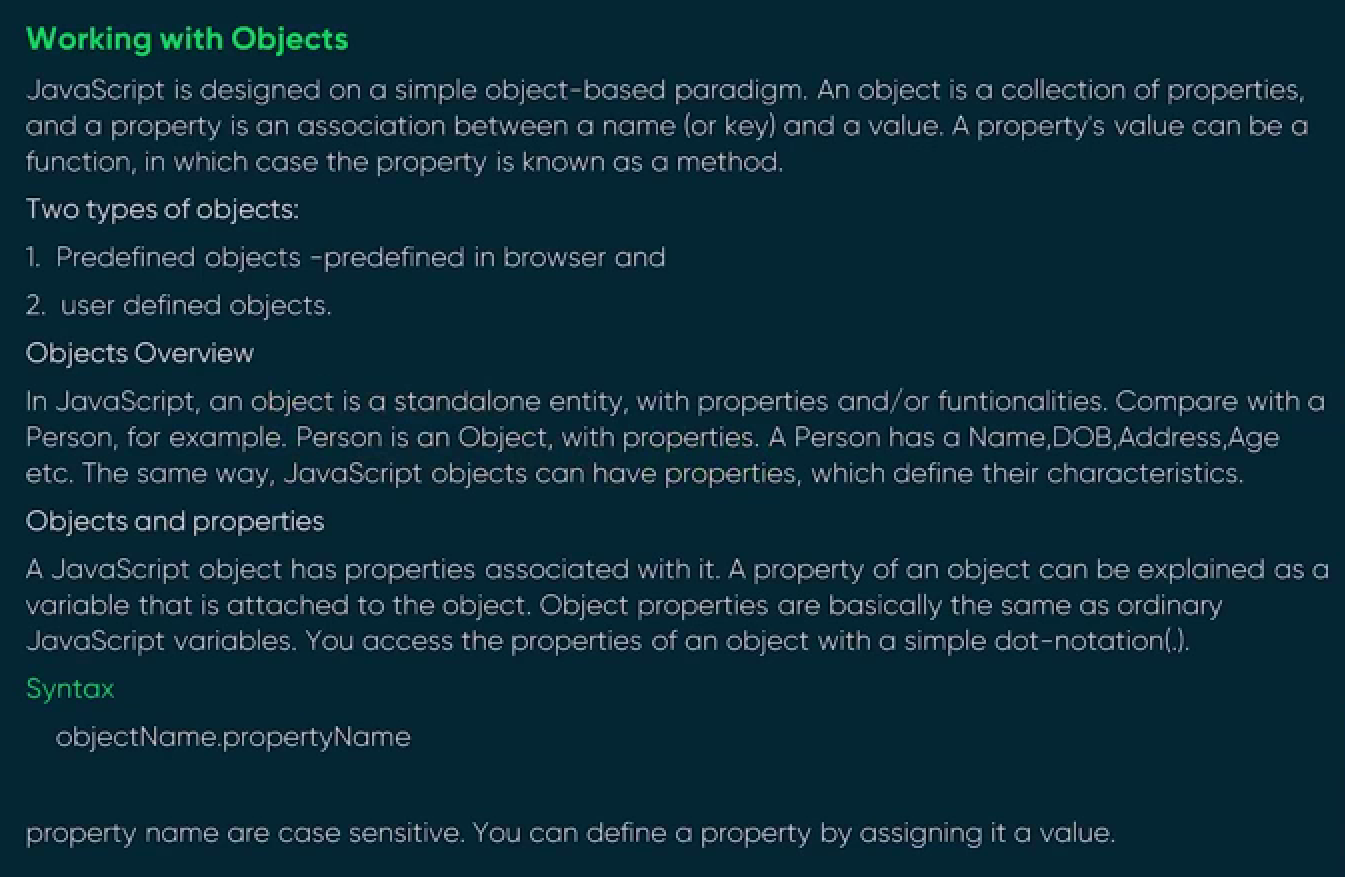 Working with Objects
JavaScript is designed on a simple object-based paradigm. An object is a collection of properties,
and a property is an association between a name (or key) and a value. A property's value can be a
function, in which case the property is known as a method.
Two types of objects:
1. Predefined objects -predefined in browser and
2. user defined objects.
Objects Overview
In JavaScript, an object is a standalone entity, with properties and/or funtionalities. Compare with a
Person, for example. Person is an Object, with properties. A Person has a Name,DOB,Address,Age
etc. The same way, JavaScript objects can have properties, which define their characteristics.
Objects and properties
A JavaScript object has properties associated with it. A property of an object can be explained as a
variable that is attached to the object. Object properties are basically the same as ordinary
JavaScript variables. You access the properties of an object with a simple dot-notation(.).
Syntax
objectName.propertyName
property name are case sensitive. You can define a property by assigning it a value.